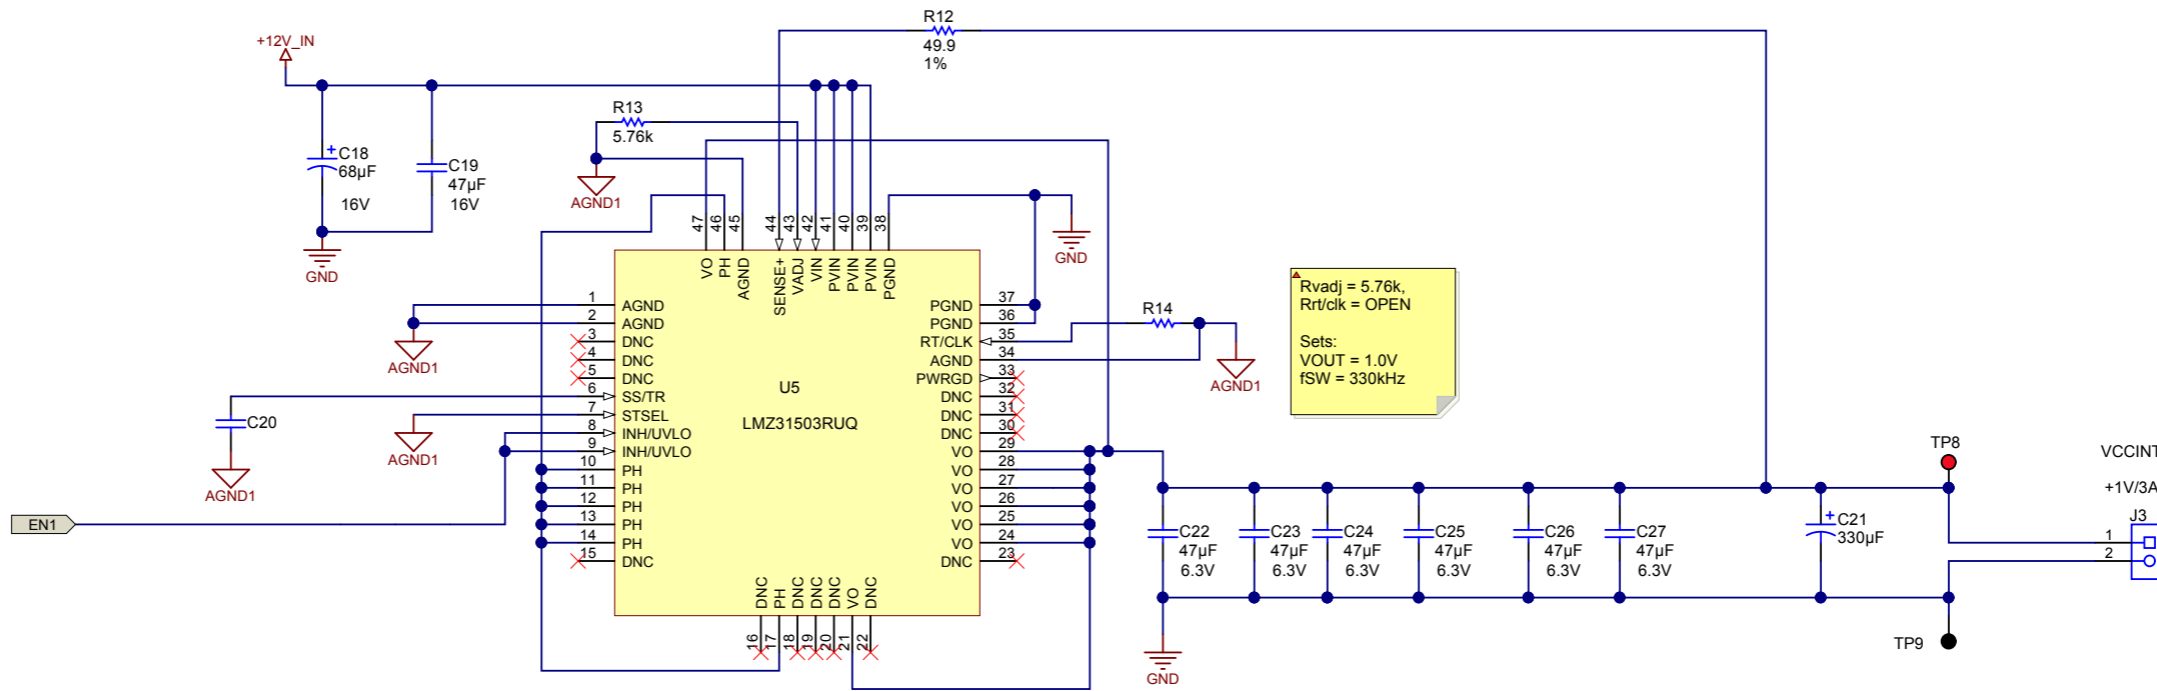 R12
49.9
1%
+12V_IN
R13
5.76k
C18
68µF
16V
C19
47µF
16V
AGND1
GND
GND
47
46
45
44
43
42
41
40
39
38
VO
PH
AGND
SENSE+
VADJ
VIN
PVIN
PVIN
PVIN
PGND
1 AGND
2 AGND
3 DNC
4 DNC
5 DNC
6 SS/TR
7 STSEL
8 INH/UVLO
9 INH/UVLO
10 PH
11 PH
12 PH
13 PH
14 PH
15 DNC
U5
LMZ31503RUQ
PGND 37
PGND 36
RT/CLK 35
AGND 34
PWRGD 33
DNC 32
DNC 31
DNC 30
VO 29
VO 28
VO 27
VO 26
VO 25
VO 24
DNC 23
DNC
PH
DNC
DNC
DNC
VO
DNC
16
17
18
19
20
21
22
AGND1
C20
AGND1
AGND1
EN1
R14
AGND1
Rvadj = 5.76k,
Rrt/clk = OPEN
Sets:
VOUT = 1.0V
fSW = 330kHz
C22
47µF
6.3V
C23
47µF
6.3V
C24
47µF
6.3V
C25
47µF
6.3V
C26
47µF
6.3V
C27
47µF
6.3V
C21
330µF
GND
TP8
TP9
VCCINT
+1V/3A
J3
1
2